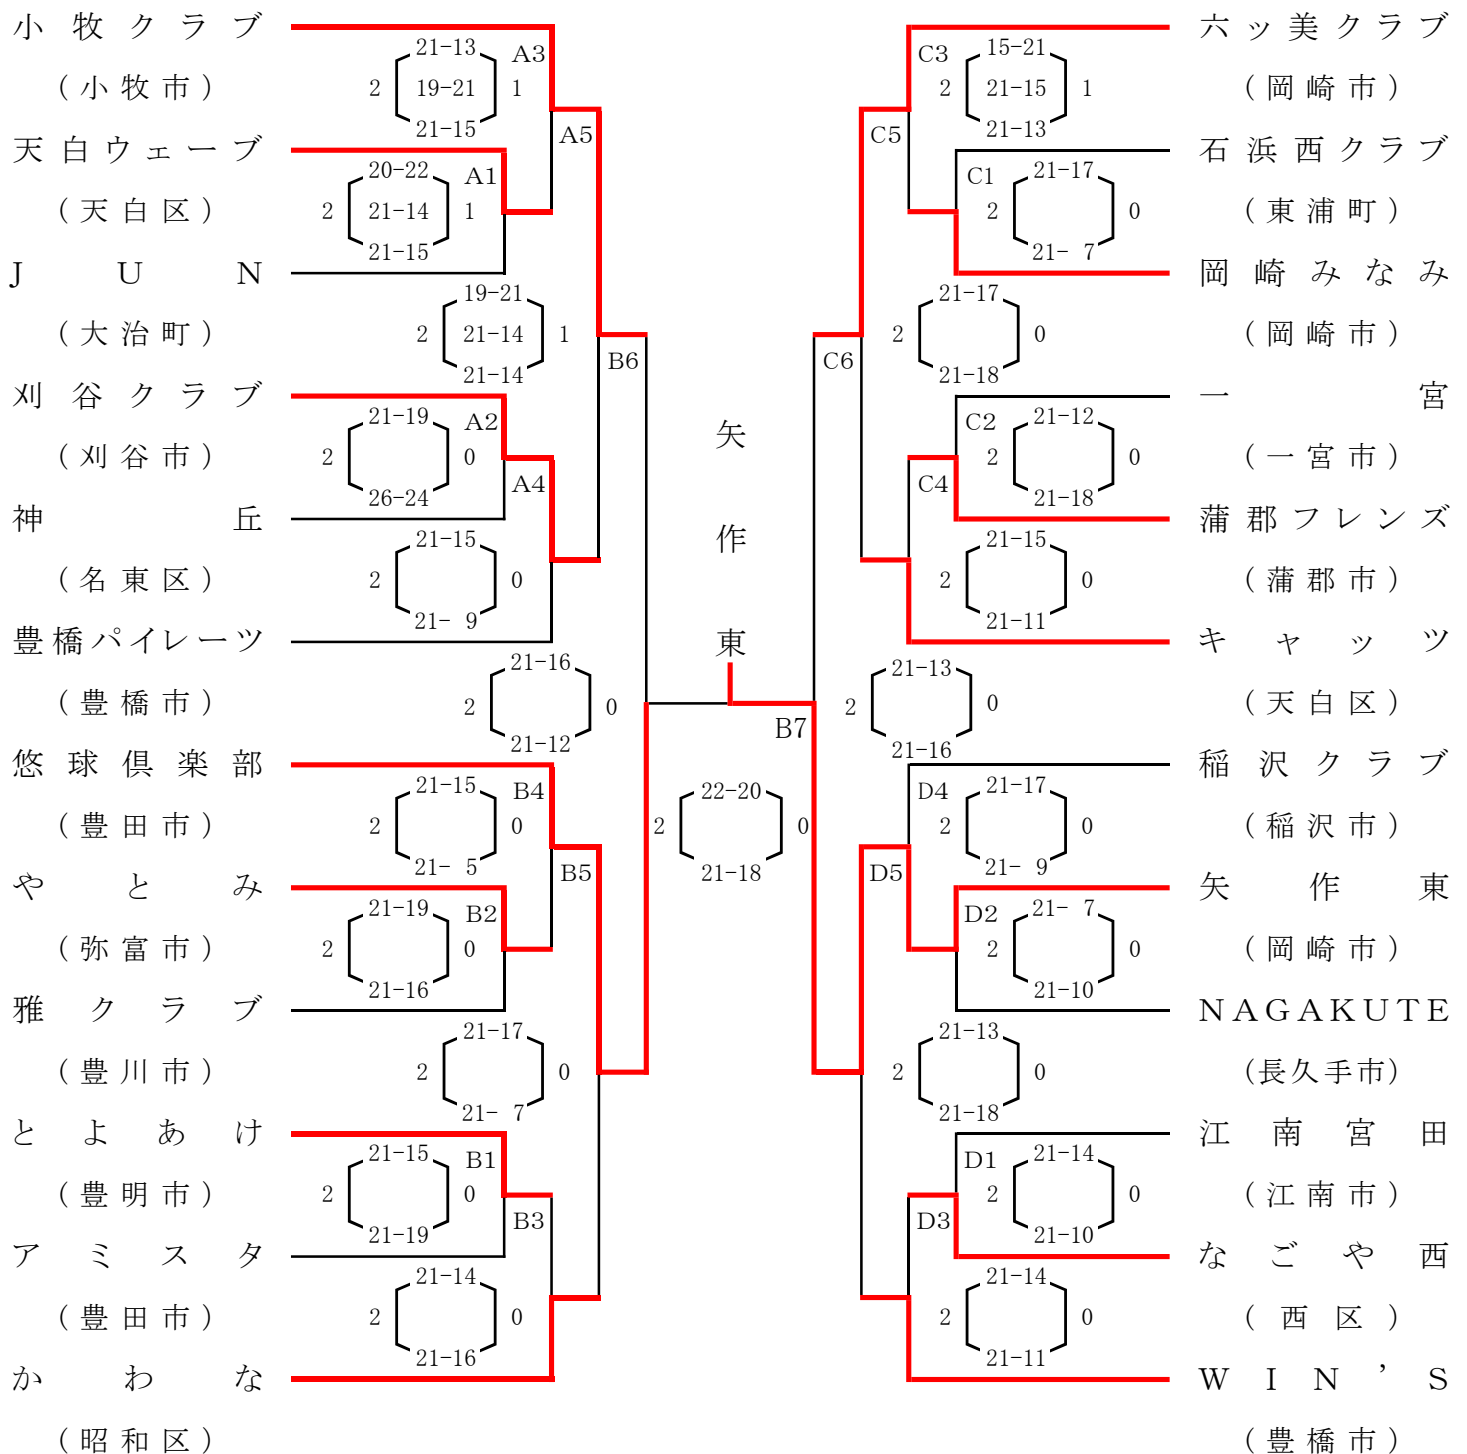 小牧クラブ
(小牧市)
天白ウェーブ
(天白区)
JUN
(大治町)
刈谷クラブ
(刈谷市)
神丘
(名東区)
豊橋パイレーツ
(豊橋市)
悠球倶楽部
(豊田市)
やとみ
(弥富市)
雅クラブ
(豊川市)
とよあけ
(豊明市)
アミスタ
(豊田市)
かわな
(昭和区)
21-13 A3
2 19-21 1
21-15
A5
20-22 A1
2 21-14 1
21-15
19-21
2 21-14 1
21-14
B6
21-19 A2
2 0
26-24
A4
21-15
2 0
21- 9
21-16
2 0
21-12
21-15 B4
2 0
21- 5
B5
21-19 B2
2 0
21-16
21-17
2 0
21- 7
21-15 B1
2 0
21-19
B3
21-14
2 0
21-16
矢作東
B7
22-20
2 0
21-18
C3 15-21
2 21-15 1
21-13
C5
C1 21-17
2 0
21- 7
21-17
2 0
21-18
C6
C2 21-12
2 0
21-18
C4
21-15
2 0
21-11
21-13
2 0
21-16
D4 21-17
2 0
21- 9
D5
D2 21- 7
2 0
21-10
21-13
2 0
21-18
D1 21-14
2 0
21-10
D3
21-14
2 0
21-11
六ッ美クラブ
(岡崎市)
石浜西クラブ
(東浦町)
岡崎みなみ
(岡崎市)
一宮
(一宮市)
蒲郡フレンズ
(蒲郡市)
キャッツ
(天白区)
稲沢クラブ
(稲沢市)
矢作東
(岡崎市)
NAGAKUTE
(長久手市)
江南宮田
(江南市)
なごや西
(西区)
WIN’S
(豊橋市)